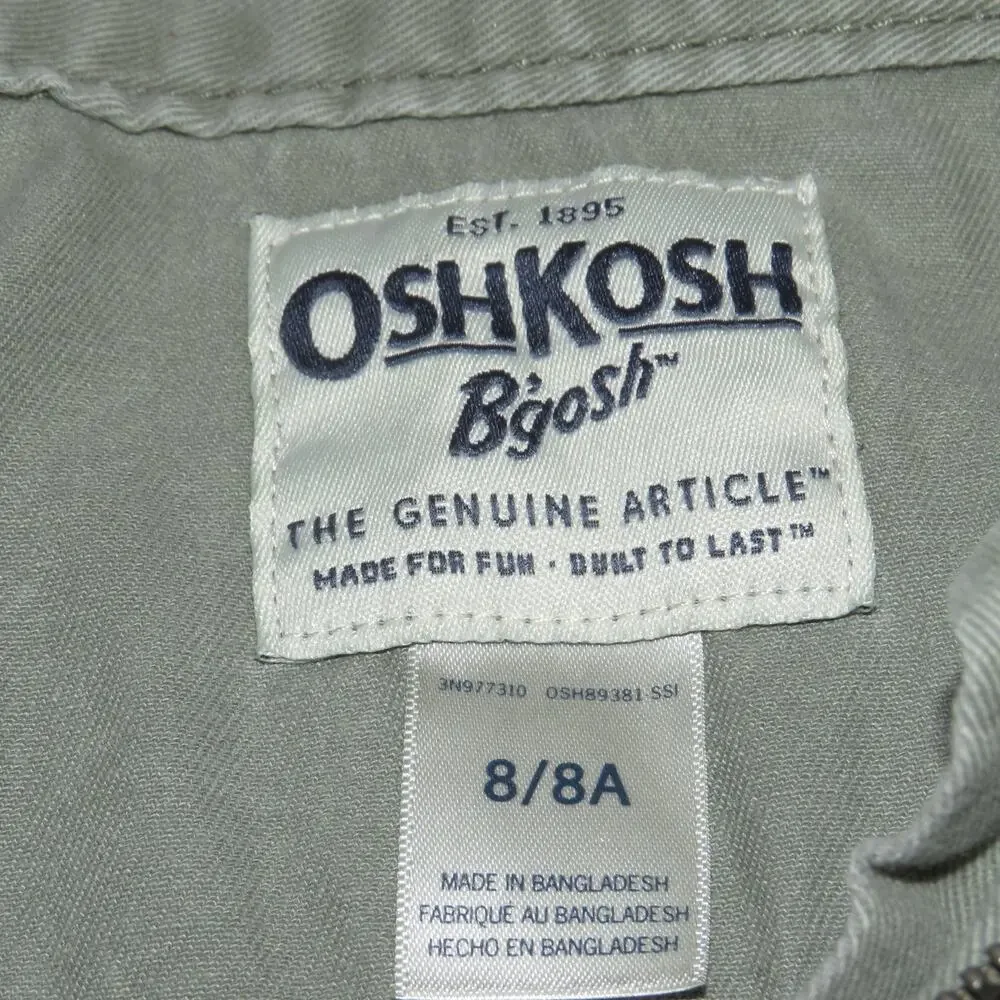 EST. 1895
OSHKOSH
B'gosh™
THE GENUINE ARTICLE™
MADE FOR FUN · BUILT TO LAST™
3N977310 OSH89381 SSI
8/8A
MADE IN BANGLADESH
FABRIQUE AU BANGLADESH
HECHO EN BANGLADESH